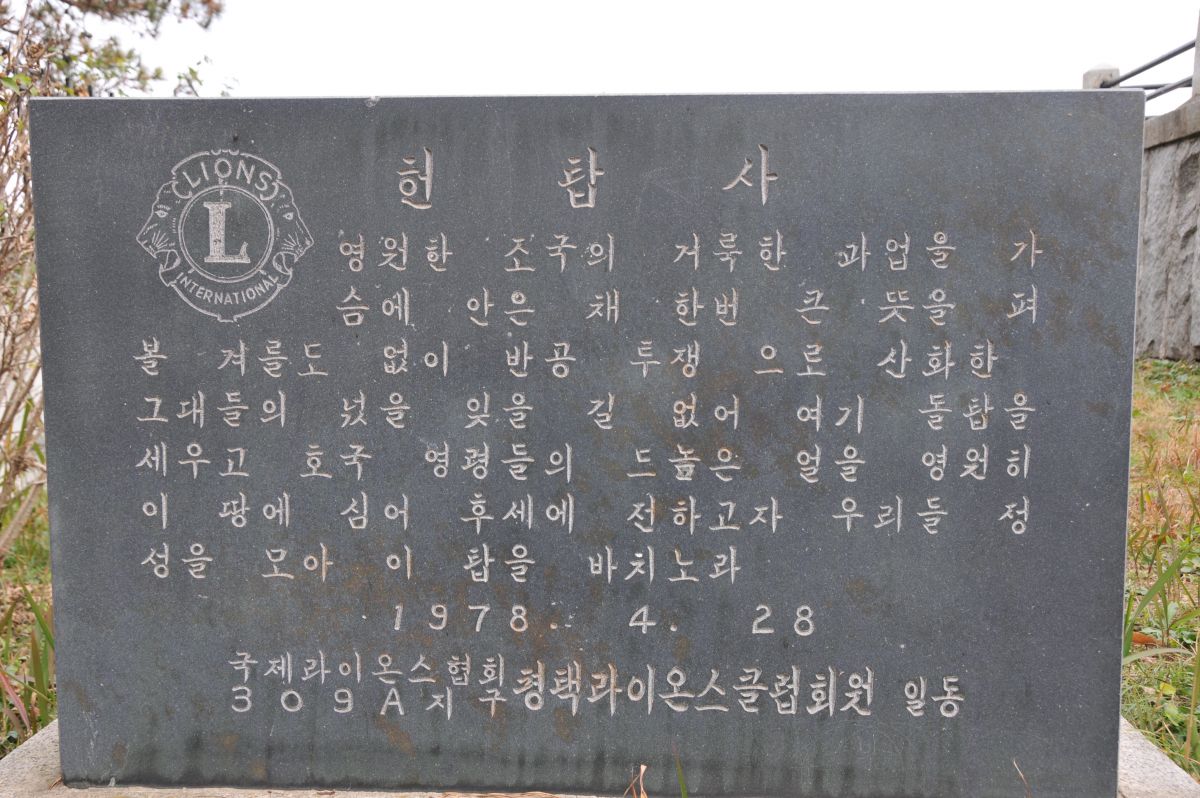 LIONS
L
INTERNATIONAL
헌 탑 사
영원한 조국의 거룩한 과업을 가
슴에 안은 채 한번 큰 뜻을 펴
볼 겨를도 없이 반공 투쟁 으로 산화한
그대들의 넋을 잊을 길 없어 여기 돌탑을
세우고 호국 영령들의 드높은 얼을 영원히
이 땅에 심어 후세에 전하고자 우리들 정
성을 모아 이 탑을 바치노라
1978. 4. 28
국제라이온스협회
309A지구 평택라이온스클럽회원 일동